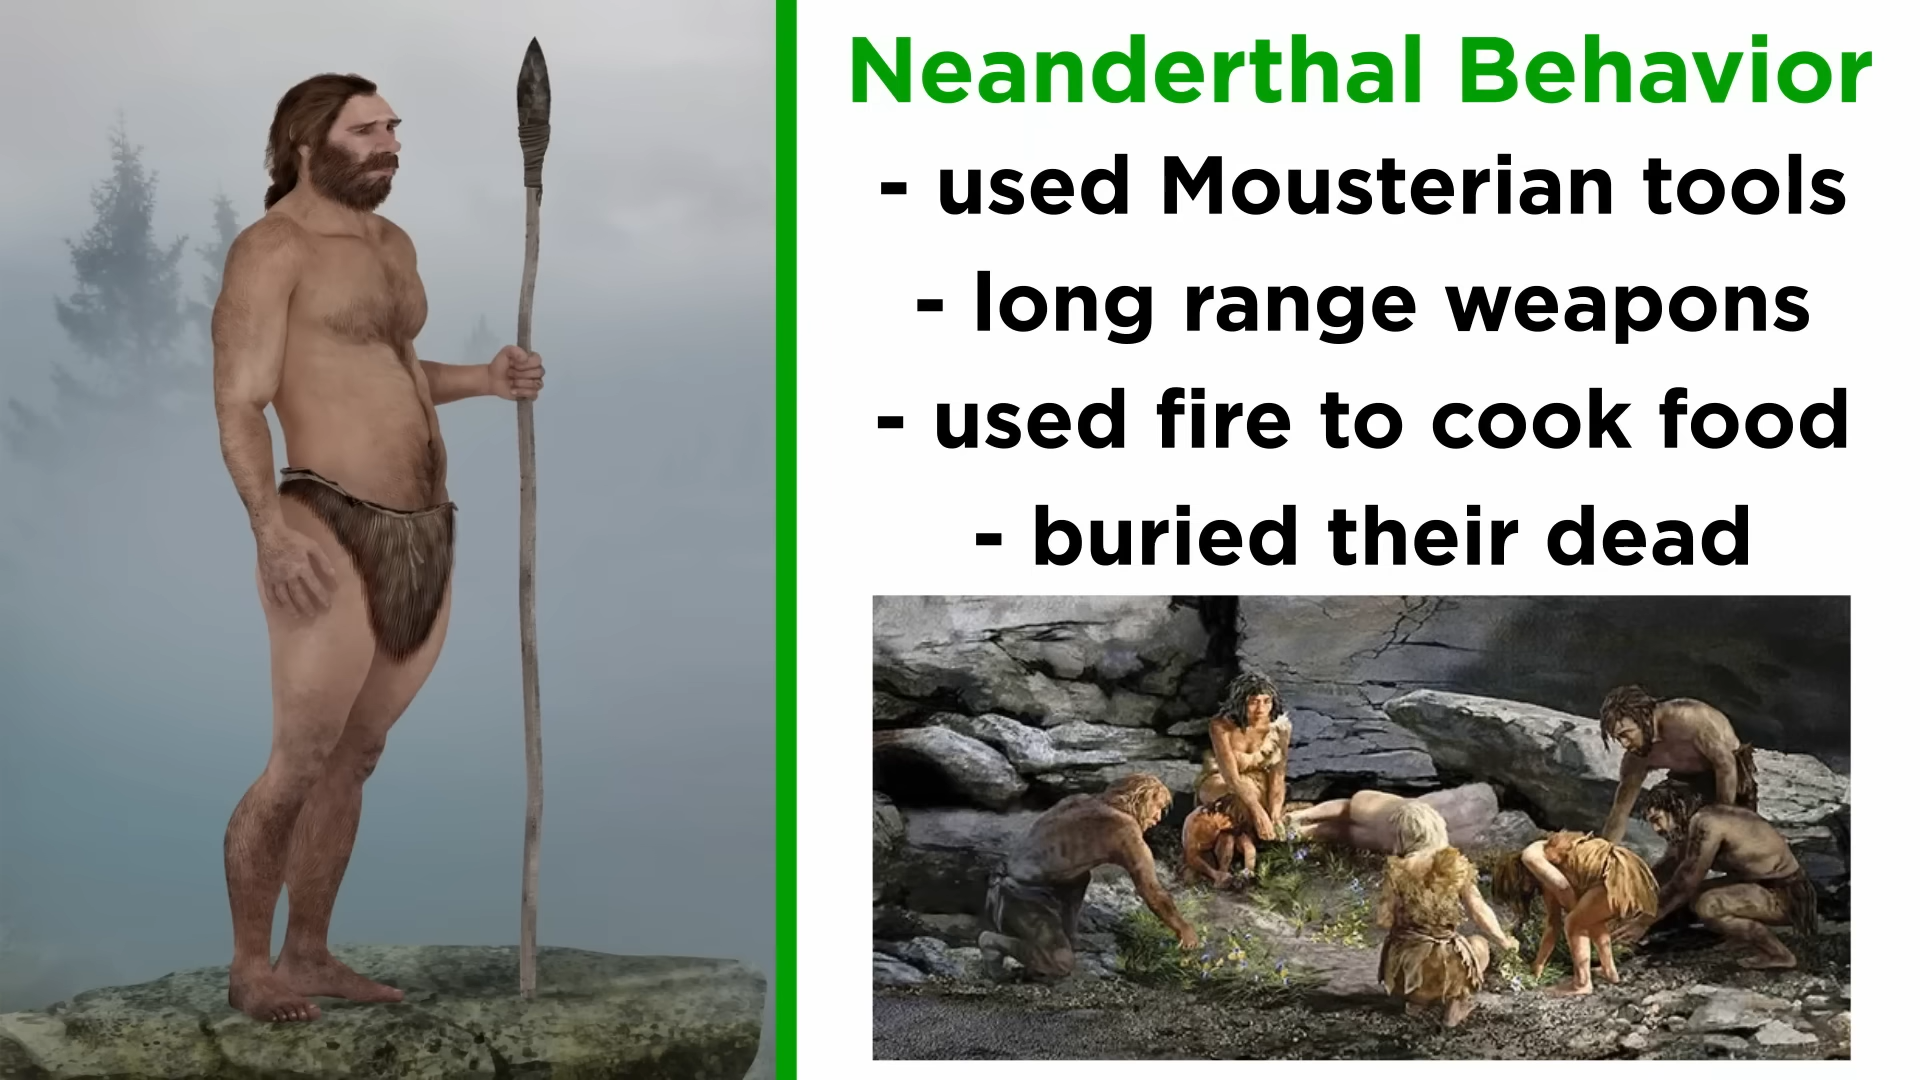 Neanderthal Behavior
- used Mousterian tools
- long range weapons
- used fire to cook food
- buried their dead